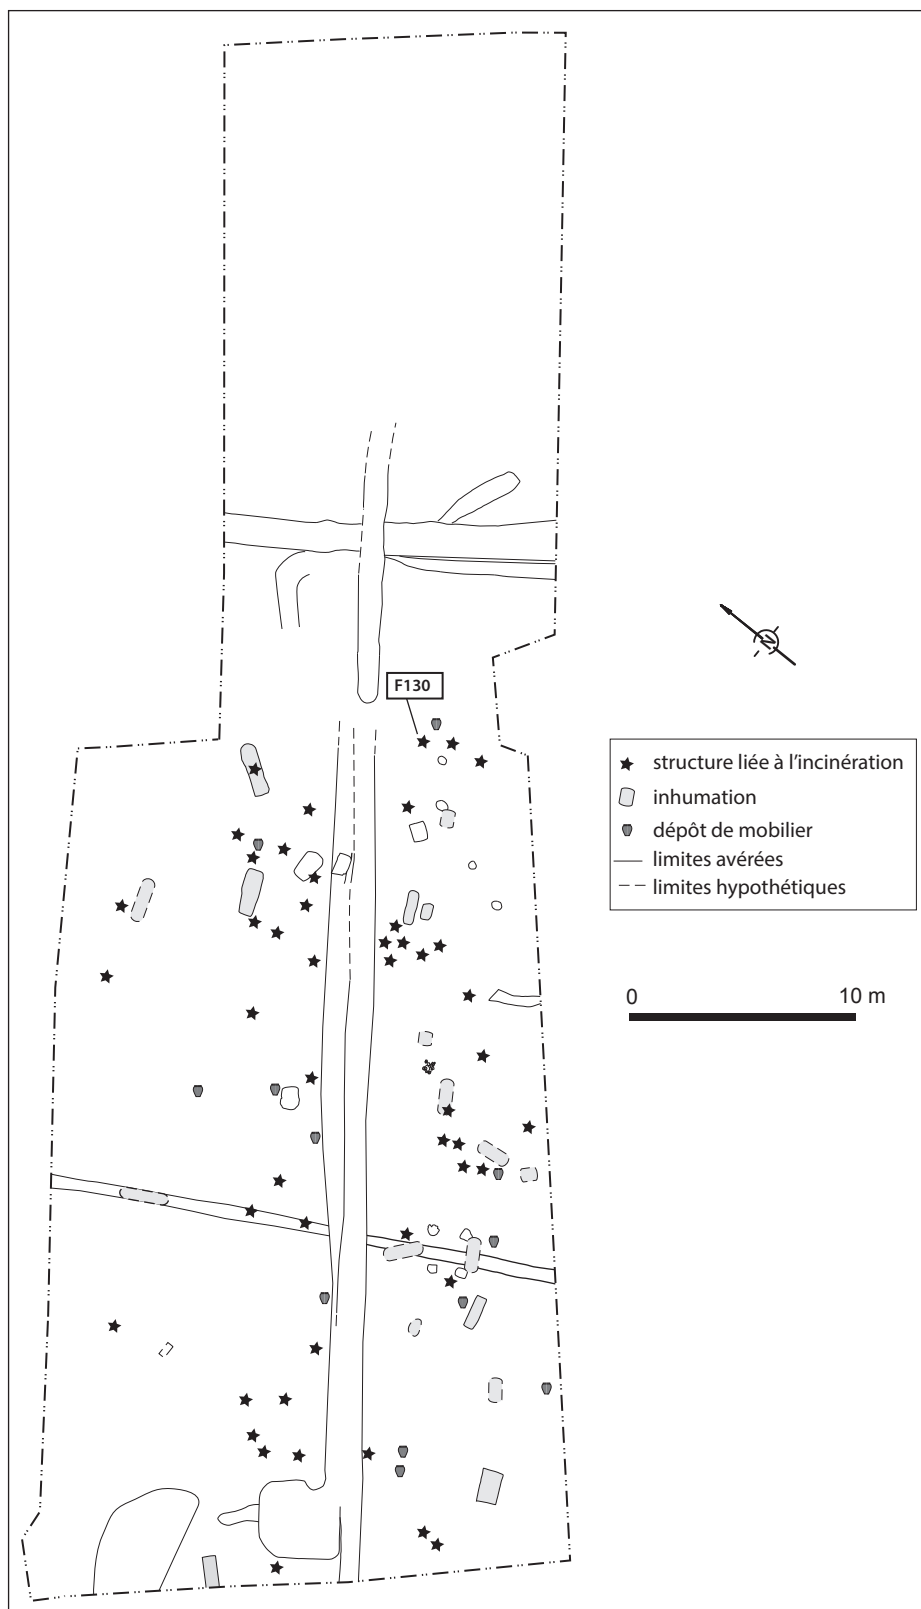 F130
N
structure liée à l'incinération
inhumation
dépôt de mobilier
limites avérées
limites hypothétiques
0 10 m